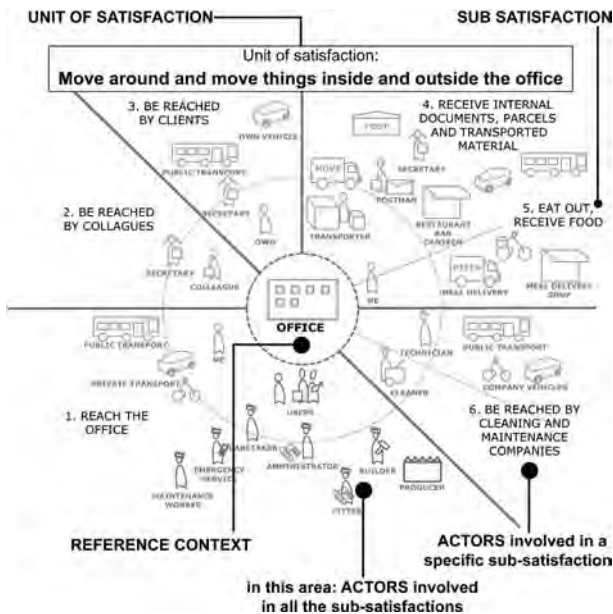 UNIT OF SATISFACTION
SUB SATISFACTION
Unit of satisfaction:
Move around and move things inside and outside the office
3. BE REACHED
BY CLIENTS
OWN VEHICLE
PUBLIC TRANSPORT
SECRETARY
OWN
4. RECEIVE INTERNAL
DOCUMENTS, PARCELS
AND TRANSPORTED
MATERIAL
POST
SECRETARY
MOVE
POSTMAN
TRANSPORTER
RESTAURANT
BAR
CANTEEN
2. BE REACHED
BY COLLAGUES
SECRETARY
COLLEAGUE
5. EAT OUT,
RECEIVE FOOD
PIZZA
ME
MEAL DELIVERY
MEAL DELIVERY
SHOP
OFFICE
PUBLIC TRANSPORT
ME
PRIVATE TRANSPORT
1. REACH THE
OFFICE
TECHNICIAN
PUBLIC TRANSPORT
CLEANER
COMPANY VEHICLES
6. BE REACHED BY
CLEANING AND
MAINTENANCE
COMPANIES
USERS
CARETAKER
EMERGENCY
SERVICE
AMMINISTRATOR
BUILDER
MAINTENANCE
WORKER
FITTER
PRODUCER
REFERENCE CONTEXT
ACTORS involved in a
specific sub-satisfaction
in this area: ACTORS involved
in all the sub-satisfactions